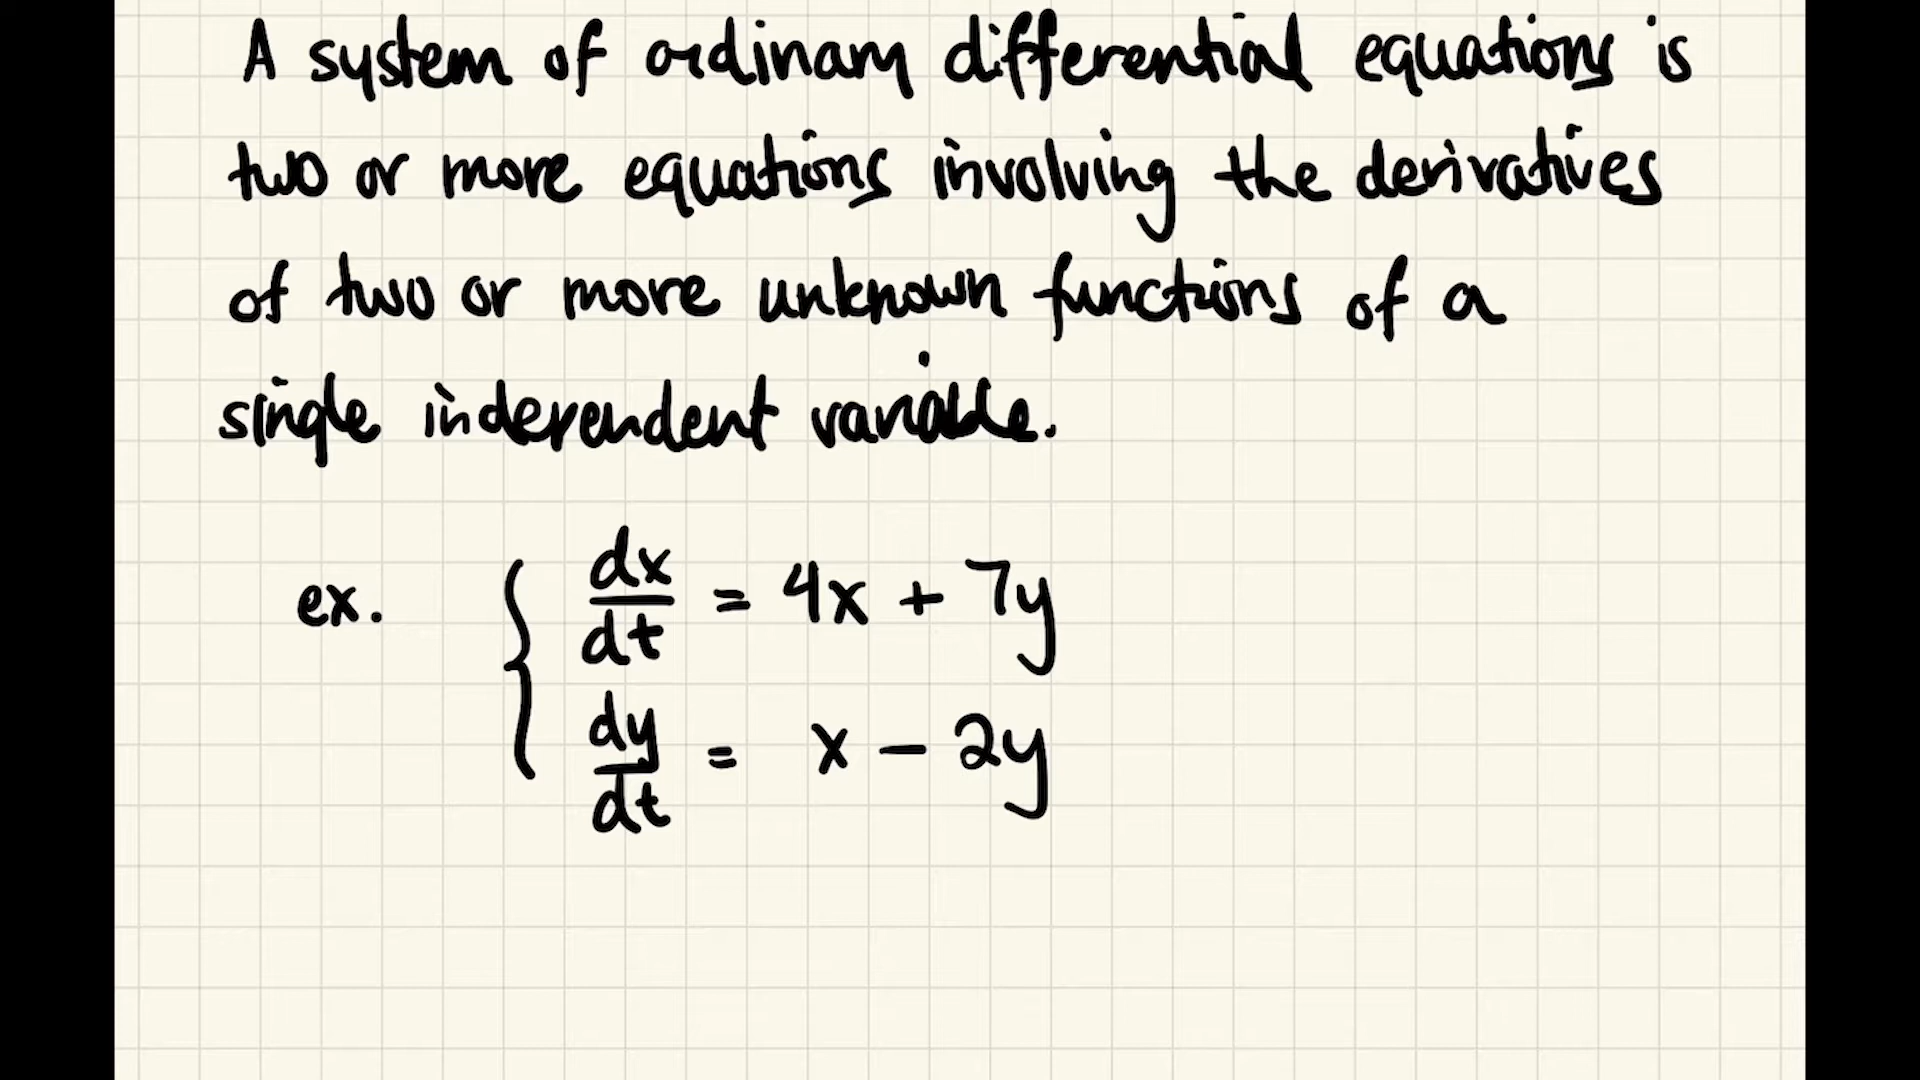 A system of ordinary differential equations is
two or more equations involving the derivatives
of two or more unknown functions of a
single independent variable.
ex. { dx/dt = 4x + 7y
dy/dt = x - 2y